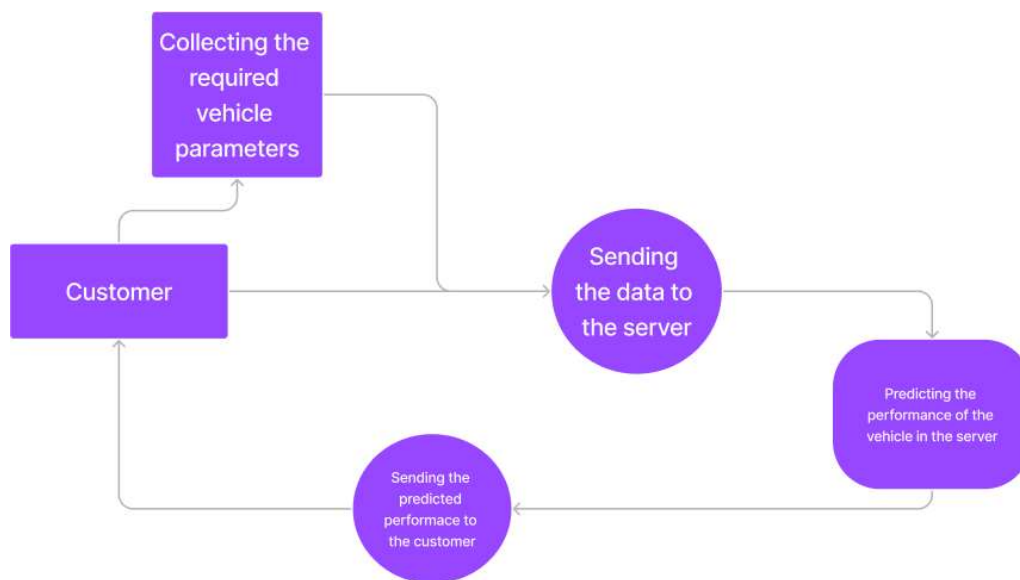 Collecting the
required
vehicle
parameters
Customer
Sending
the data to
the server
Predicting the
performance of the
vehicle in the server
Sending the
predicted
performace to
the customer